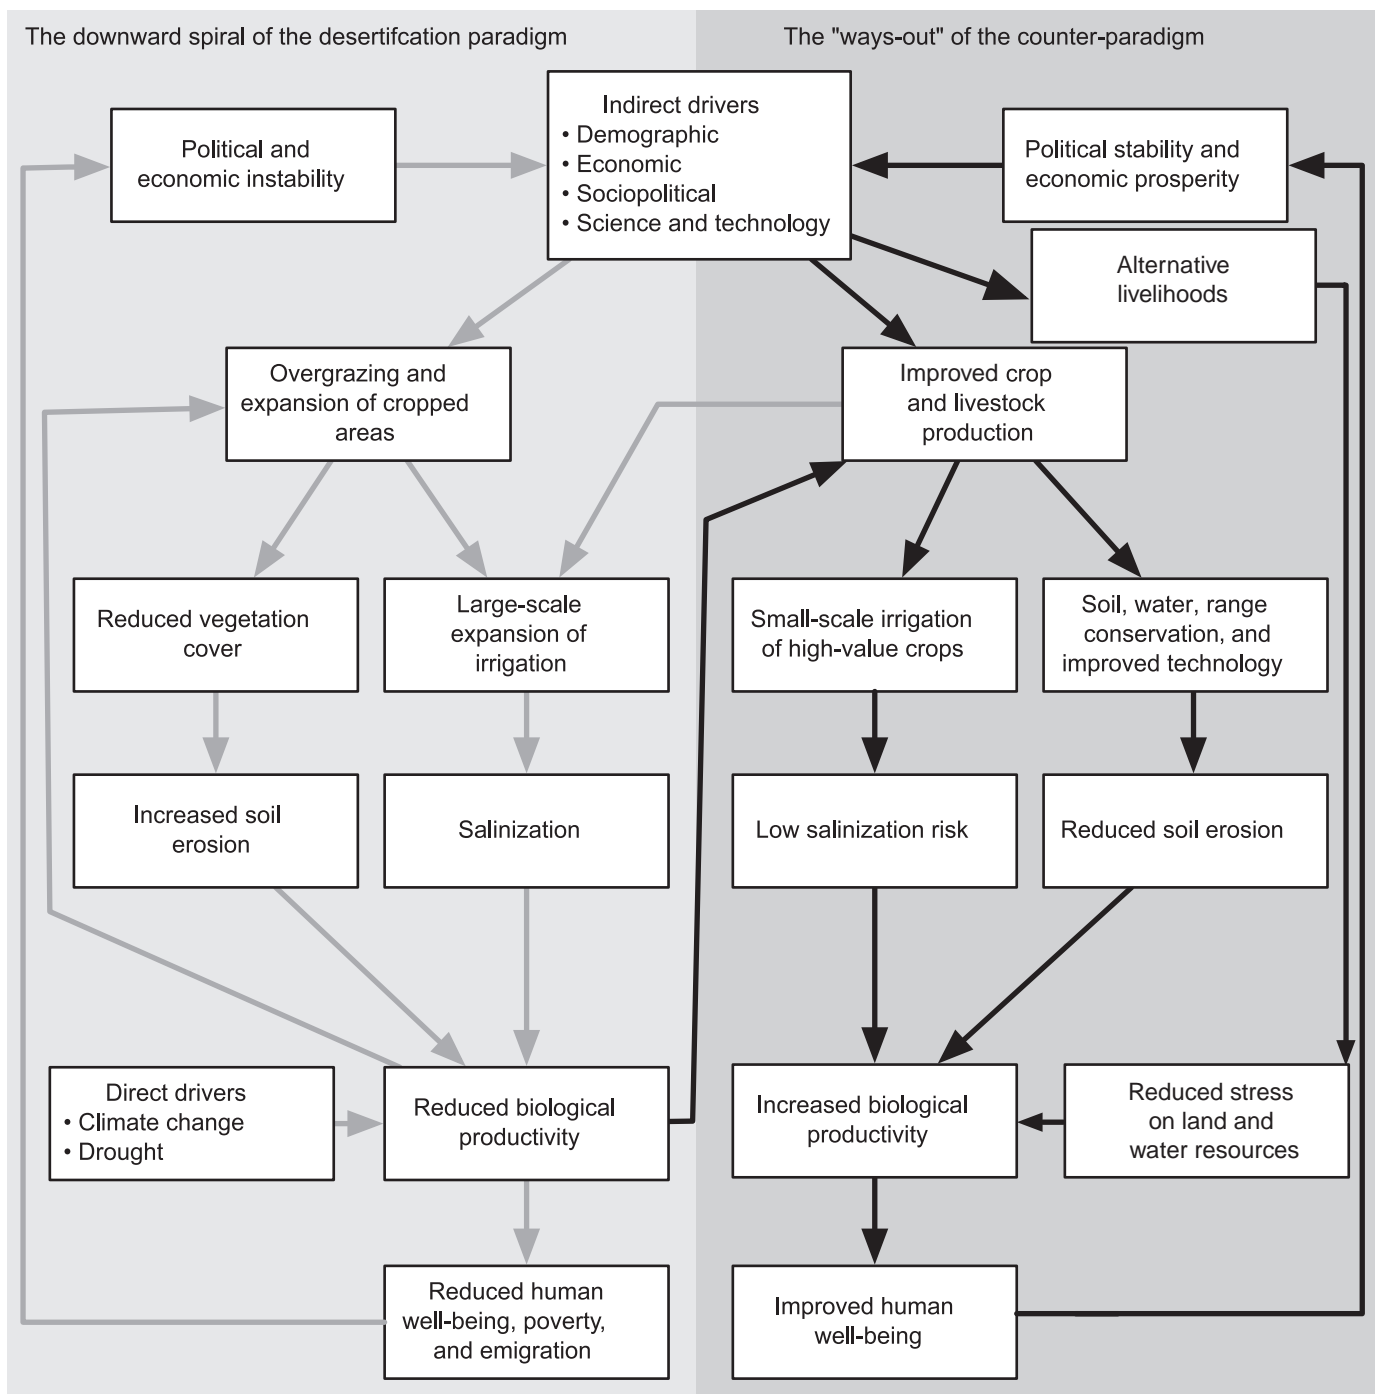 The downward spiral of the desertifcation paradigm
The "ways-out" of the counter-paradigm
Indirect drivers
• Demographic
• Economic
• Sociopolitical
• Science and technology
Political and
economic instability
Political stability and
economic prosperity
Alternative
livelihoods
Overgrazing and
expansion of cropped
areas
Improved crop
and livestock
production
Reduced vegetation
cover
Large-scale
expansion of
irrigation
Small-scale irrigation
of high-value crops
Soil, water, range
conservation, and
improved technology
Increased soil
erosion
Salinization
Low salinization risk
Reduced soil erosion
Direct drivers
• Climate change
• Drought
Reduced biological
productivity
Increased biological
productivity
Reduced stress
on land and
water resources
Reduced human
well-being, poverty,
and emigration
Improved human
well-being